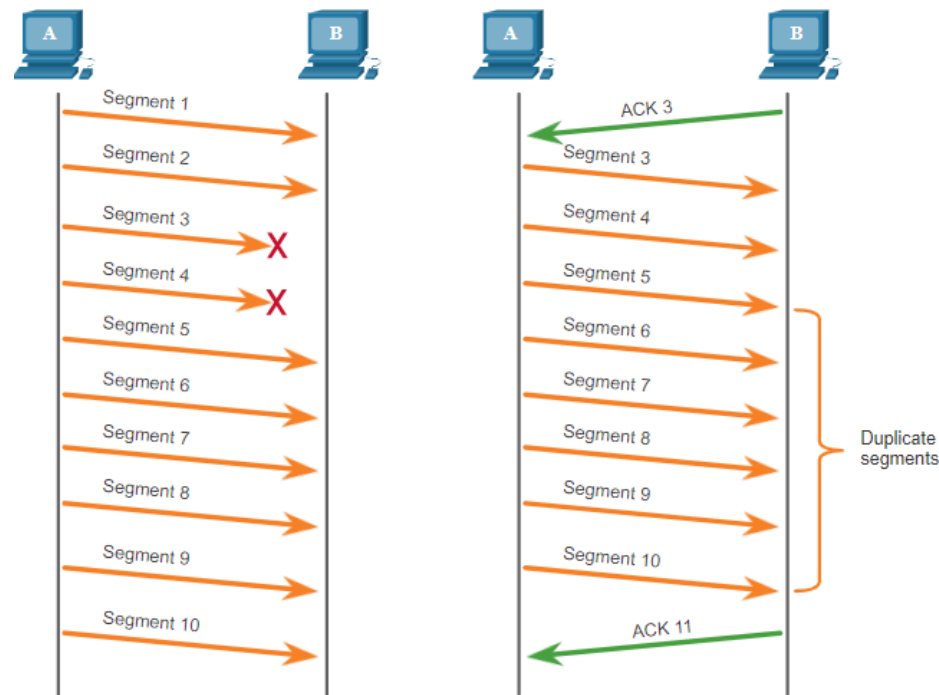 A
B
Segment 1
Segment 2
Segment 3
X
Segment 4
X
Segment 5
Segment 6
Segment 7
Segment 8
Segment 9
Segment 10
A
B
ACK 3
Segment 3
Segment 4
Segment 5
Segment 6
Segment 7
Segment 8
Segment 9
Segment 10
ACK 11
Duplicate
segments